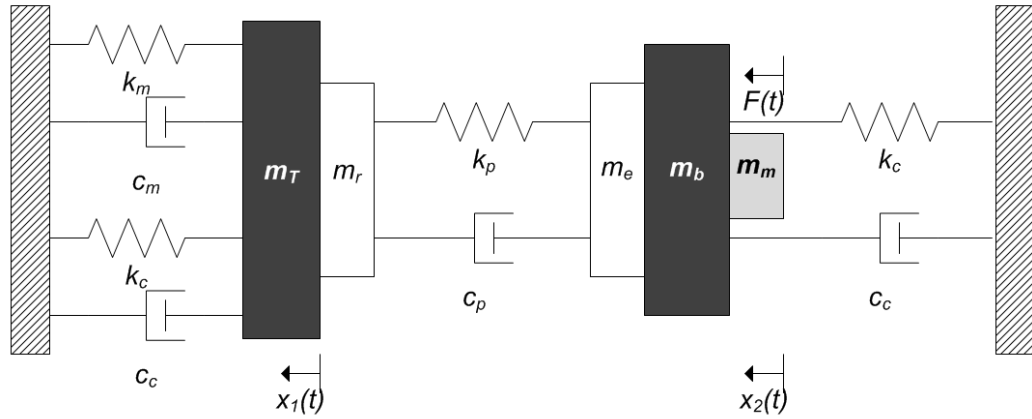 k_m
c_m
k_c
c_c
m_T
m_r
x_1(t)
k_p
c_p
m_e
m_b
m_m
F(t)
k_c
c_c
x_2(t)